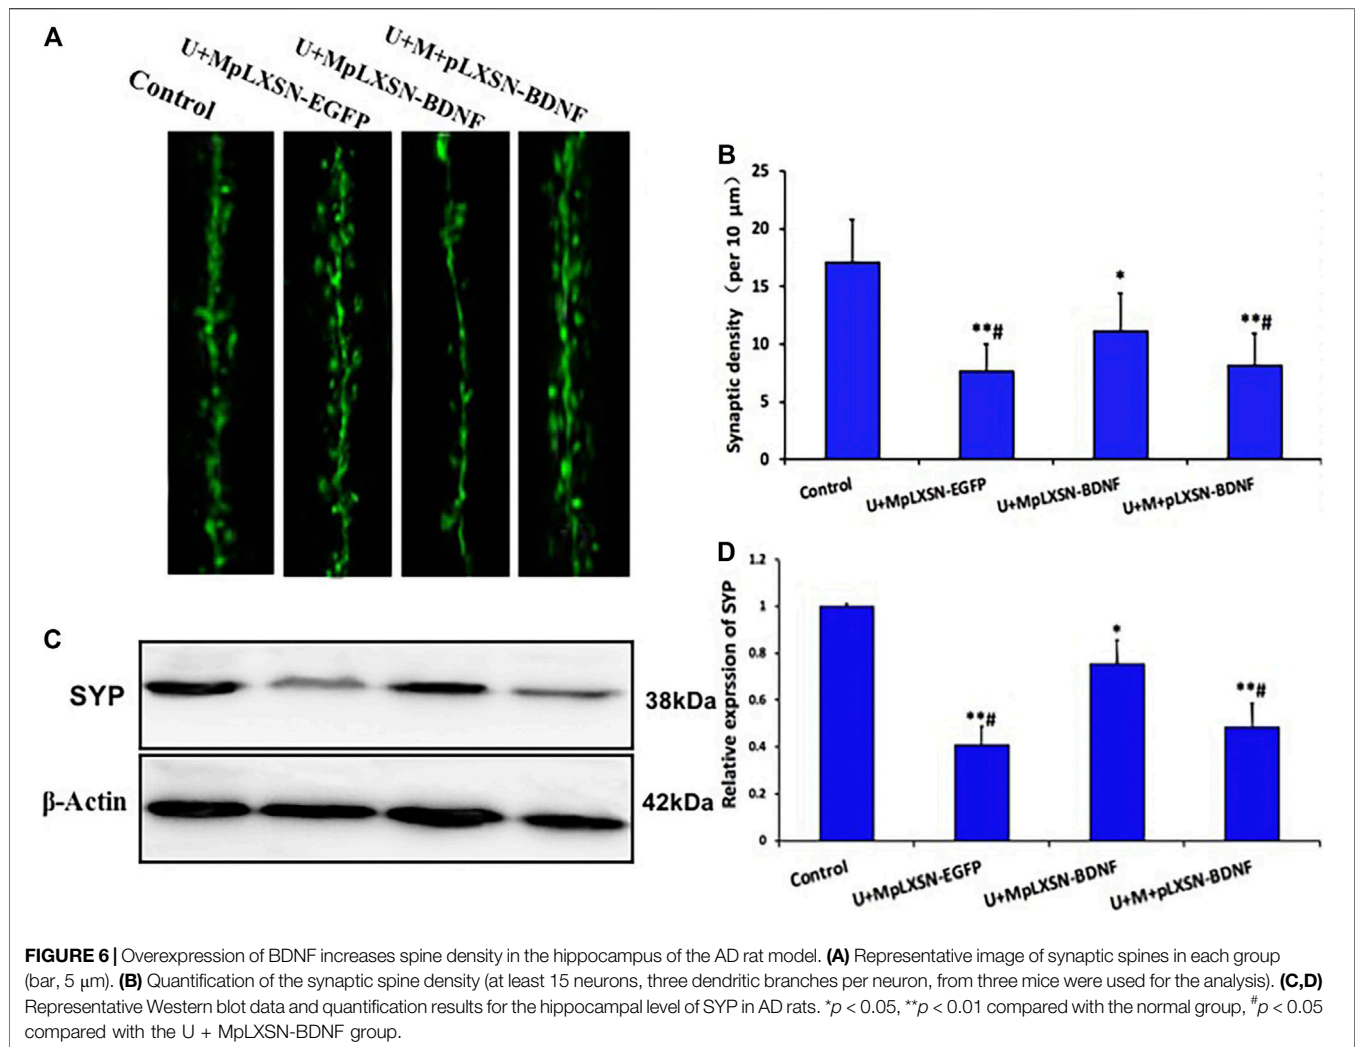 A
Control
U+MpLXSN-EGFP
U+MpLXSN-BDNF
U+M+pLXSN-BDNF
B
Synaptic density （per 10 μm）
25
20
15
10
5
0
**#
*
**#
Control
U+MpLXSN-EGFP
U+MpLXSN-BDNF
U+M+pLXSN-BDNF
C
SYP
38kDa
β-Actin
42kDa
D
Relative exprssion of SYP
1.2
1
0.8
0.6
0.4
0.2
0
**#
*
**#
Control
U+MpLXSN-EGFP
U+MpLXSN-BDNF
U+M+pLXSN-BDNF
FIGURE 6 | Overexpression of BDNF increases spine density in the hippocampus of the AD rat model. (A) Representative image of synaptic spines in each group
(bar, 5 μm). (B) Quantification of the synaptic spine density (at least 15 neurons, three dendritic branches per neuron, from three mice were used for the analysis). (C,D)
Representative Western blot data and quantification results for the hippocampal level of SYP in AD rats. *p < 0.05, **p < 0.01 compared with the normal group, #p < 0.05
compared with the U + MpLXSN-BDNF group.